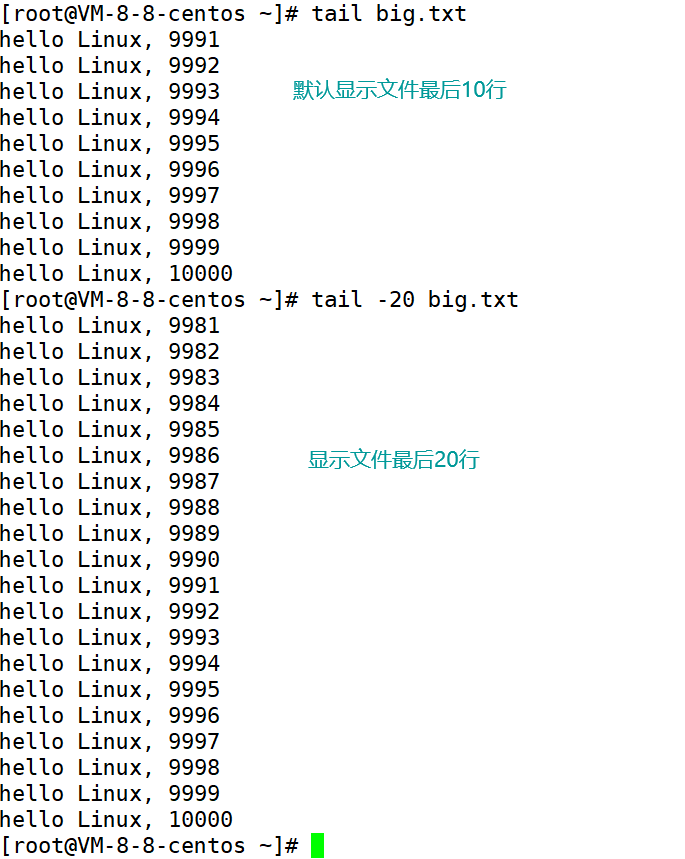 [root@VM-8-8-centos ~]# tail big.txt
hello Linux, 9991
hello Linux, 9992
hello Linux, 9993
默认显示文件最后10行
hello Linux, 9994
hello Linux, 9995
hello Linux, 9996
hello Linux, 9997
hello Linux, 9998
hello Linux, 9999
hello Linux, 10000
[root@VM-8-8-centos ~]# tail -20 big.txt
hello Linux, 9981
hello Linux, 9982
hello Linux, 9983
hello Linux, 9984
hello Linux, 9985
hello Linux, 9986
显示文件最后20行
hello Linux, 9987
hello Linux, 9988
hello Linux, 9989
hello Linux, 9990
hello Linux, 9991
hello Linux, 9992
hello Linux, 9993
hello Linux, 9994
hello Linux, 9995
hello Linux, 9996
hello Linux, 9997
hello Linux, 9998
hello Linux, 9999
hello Linux, 10000
[root@VM-8-8-centos ~]#